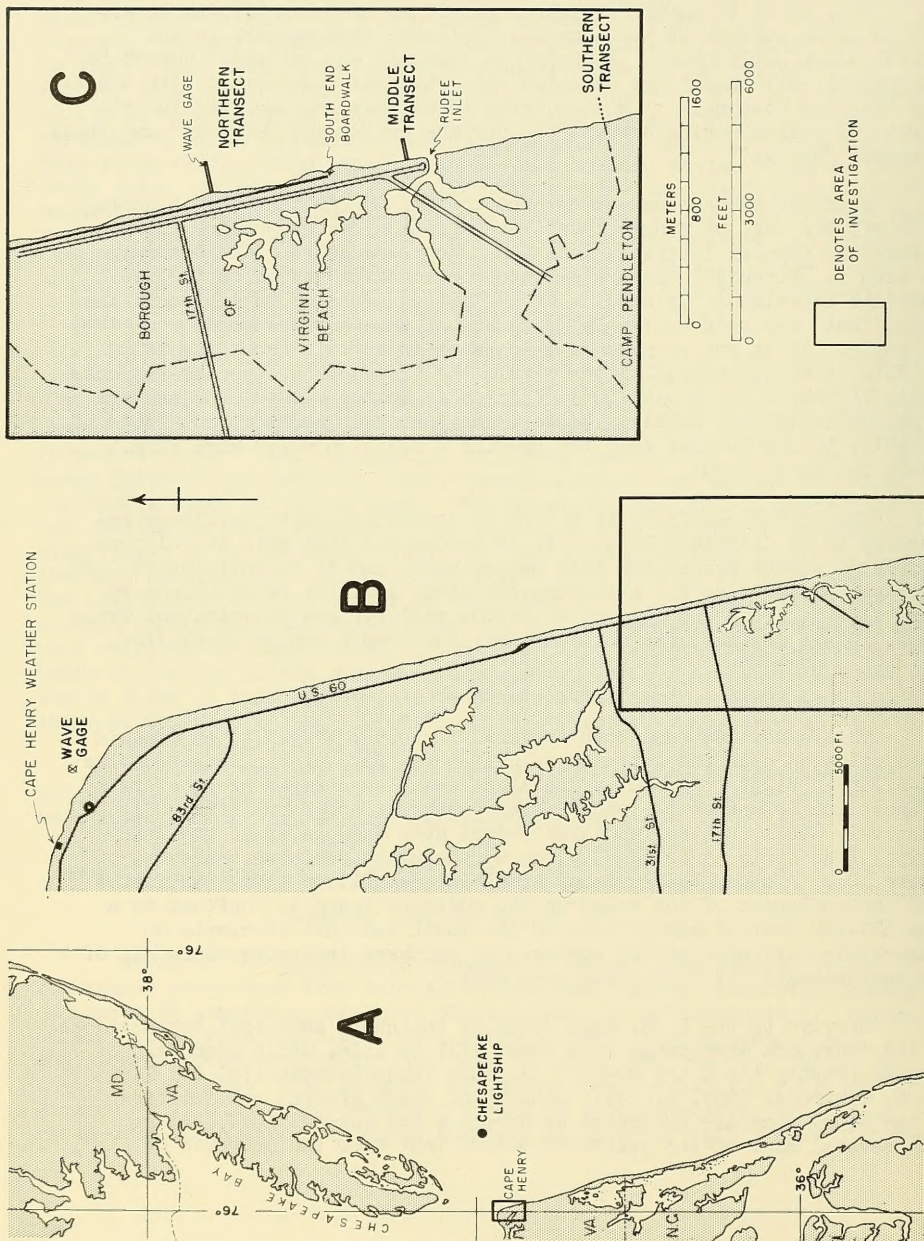 A
38°
76°
MD.
VA
CHESAPEAKE
BAY
76°
CHESAPEAKE
LIGHTSHIP
CAPE
HENRY
VA.
N.C.
36°
B
CAPE HENRY WEATHER STATION
WAVE
GAGE
83rd St.
U.S. 60
31st St.
17th St.
0
5000 Ft.
C
WAVE GAGE
NORTHERN
TRANSECT
SOUTH END
BOARDWALK
MIDDLE
TRANSECT
RUDEE
INLET
SOUTHERN
TRANSECT
BOROUGH
17th St.
OF
VIRGINIA
BEACH
CAMP PENDLETON
METERS
0 800 1600
FEET
0 3000 6000
DENOTES AREA
OF INVESTIGATION